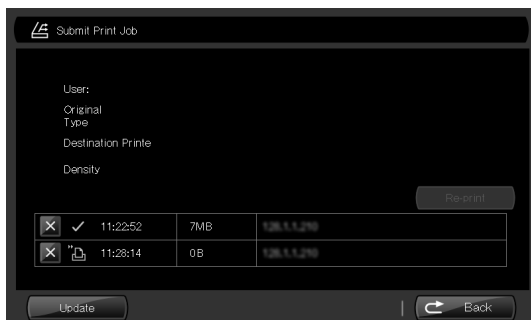 Submit Print Job
User:
Original
Type
Destination Printe
Density
Re-print
11:22:52 7MB
11:28:14 0B
Update
Back